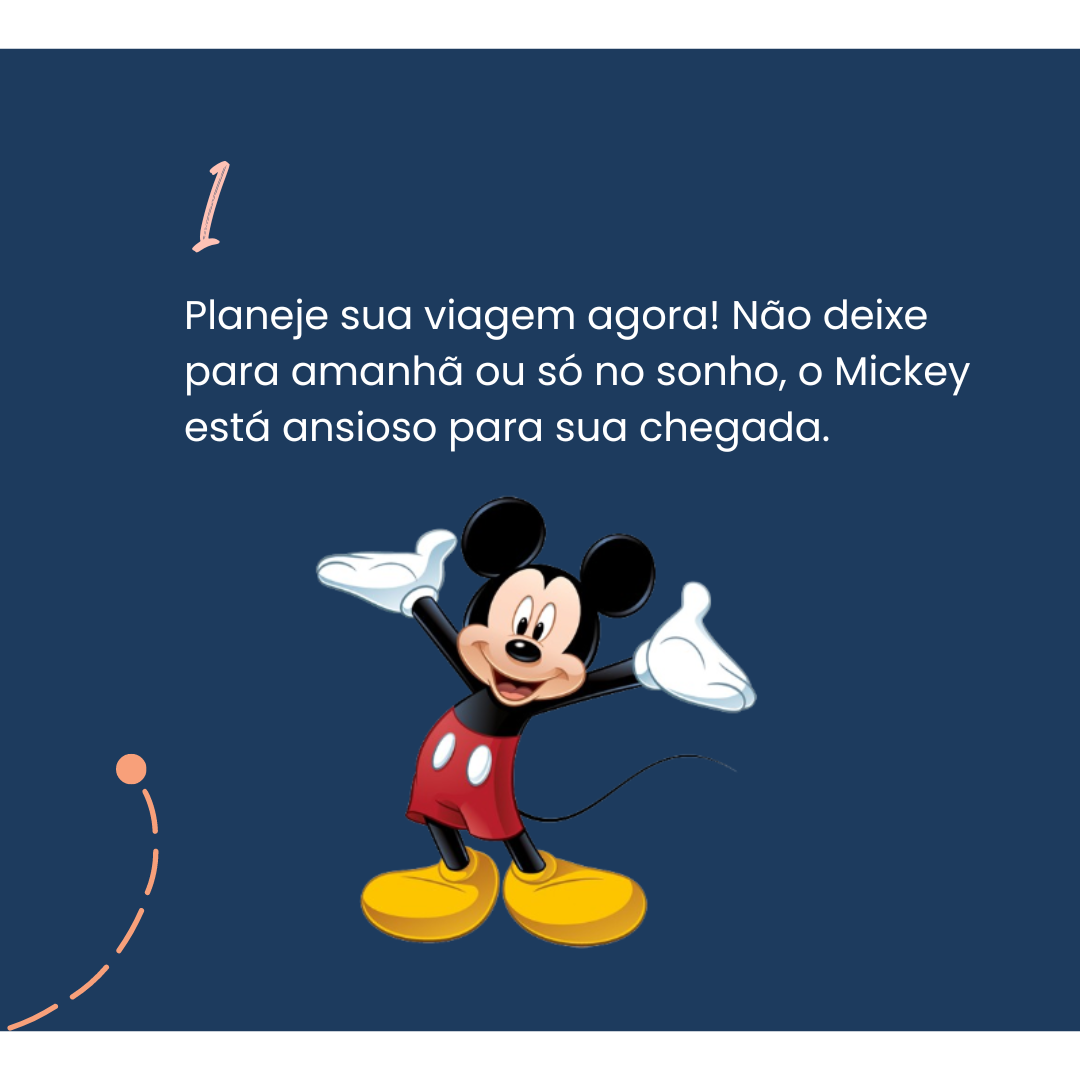 1
Planeje sua viagem agora! Não deixe
para amanhã ou só no sonho, o Mickey
está ansioso para sua chegada.